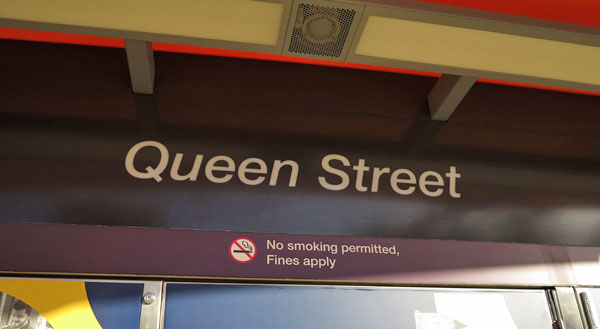 Queen Street
No smoking permitted,
Fines apply